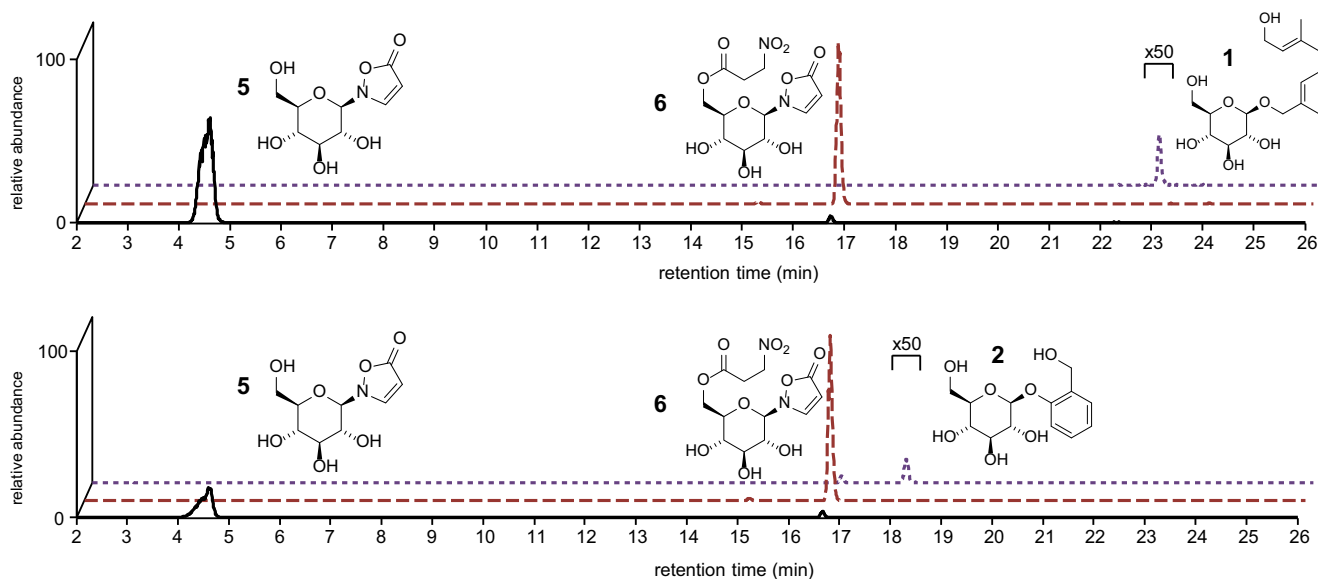 OH
x50
1
100
5
OH
O
O
N
O
HO
OH
OH
6
O
NO2
O
O
O
N
O
HO
OH
OH
OH
O
O
HO
OH
OH
relative abundance
0
2 3 4 5 6 7 8 9 10 11 12 13 14 15 16 17 18 19 20 21 22 23 24 25 26
retention time (min)
100
5
OH
O
O
N
O
HO
OH
OH
6
O
NO2
O
O
O
N
O
HO
OH
OH
x50
2
HO
OH
O
O
HO
OH
OH
relative abundance
0
2 3 4 5 6 7 8 9 10 11 12 13 14 15 16 17 18 19 20 21 22 23 24 25 26
retention time (min)